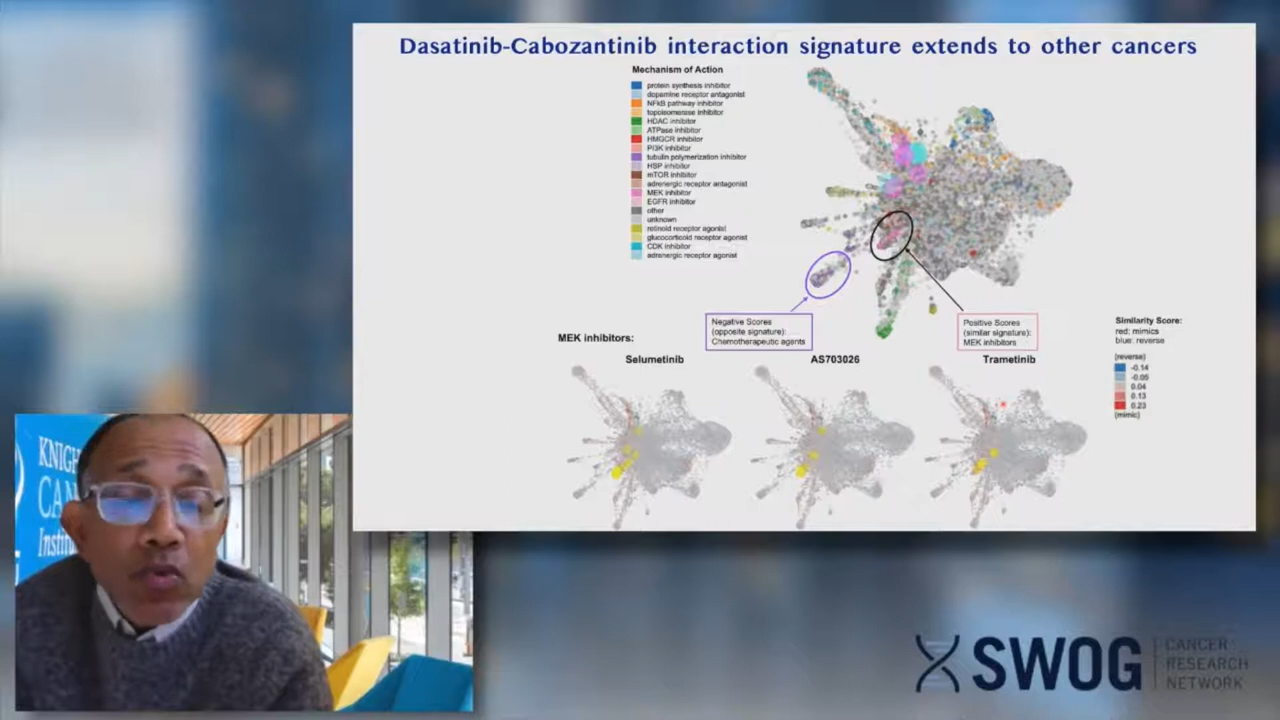 Dasatinib-Cabozantinib interaction signature extends to other cancers
Mechanism of Action
protein synthesis inhibitor
dopamine receptor antagonist
NFkB pathway inhibitor
topoisomerase inhibitor
HDAC inhibitor
ATPase inhibitor
HMGCR inhibitor
PI3K inhibitor
tubulin polymerization inhibitor
HSP inhibitor
mTOR inhibitor
adrenergic receptor antagonist
MEK inhibitor
EGFR inhibitor
other
unknown
retinoid receptor agonist
glucocorticoid receptor agonist
CDK inhibitor
adrenergic receptor agonist
Negative Scores
(opposite signature):
Chemotherapeutic agents
Positive Scores
(similar signature):
MEK inhibitors
Similarity Score:
red: mimics
blue: reverse
(reverse)
-0.14
-0.05
0.04
0.13
0.23
(mimic)
MEK inhibitors:
Selumetinib
AS703026
Trametinib
KNIGH
CAN
Instit
SWOG
CANCER
RESEARCH
NETWORK